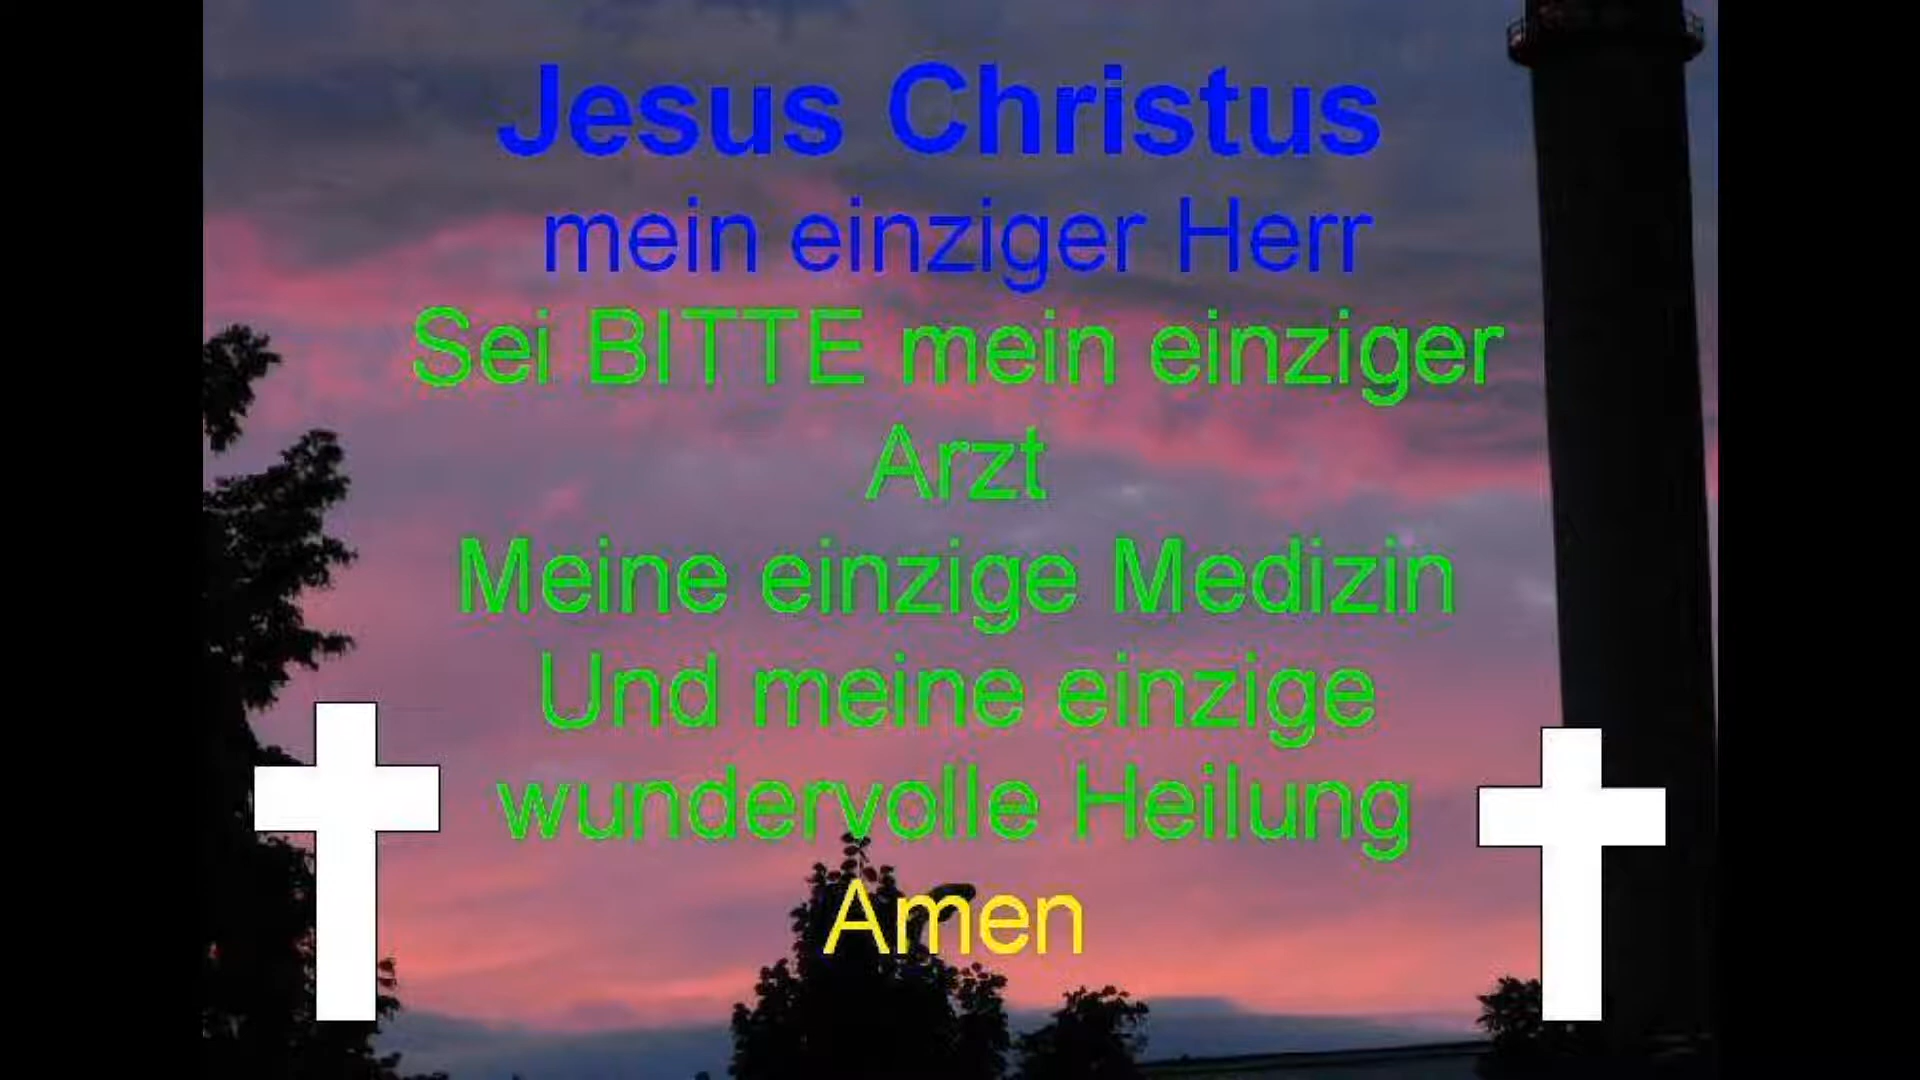 Jesus Christus
mein einziger Herr
Sei BITTE mein einziger
Arzt
Meine einzige Medizin
Und meine einzige
wundervolle Heilung
Amen